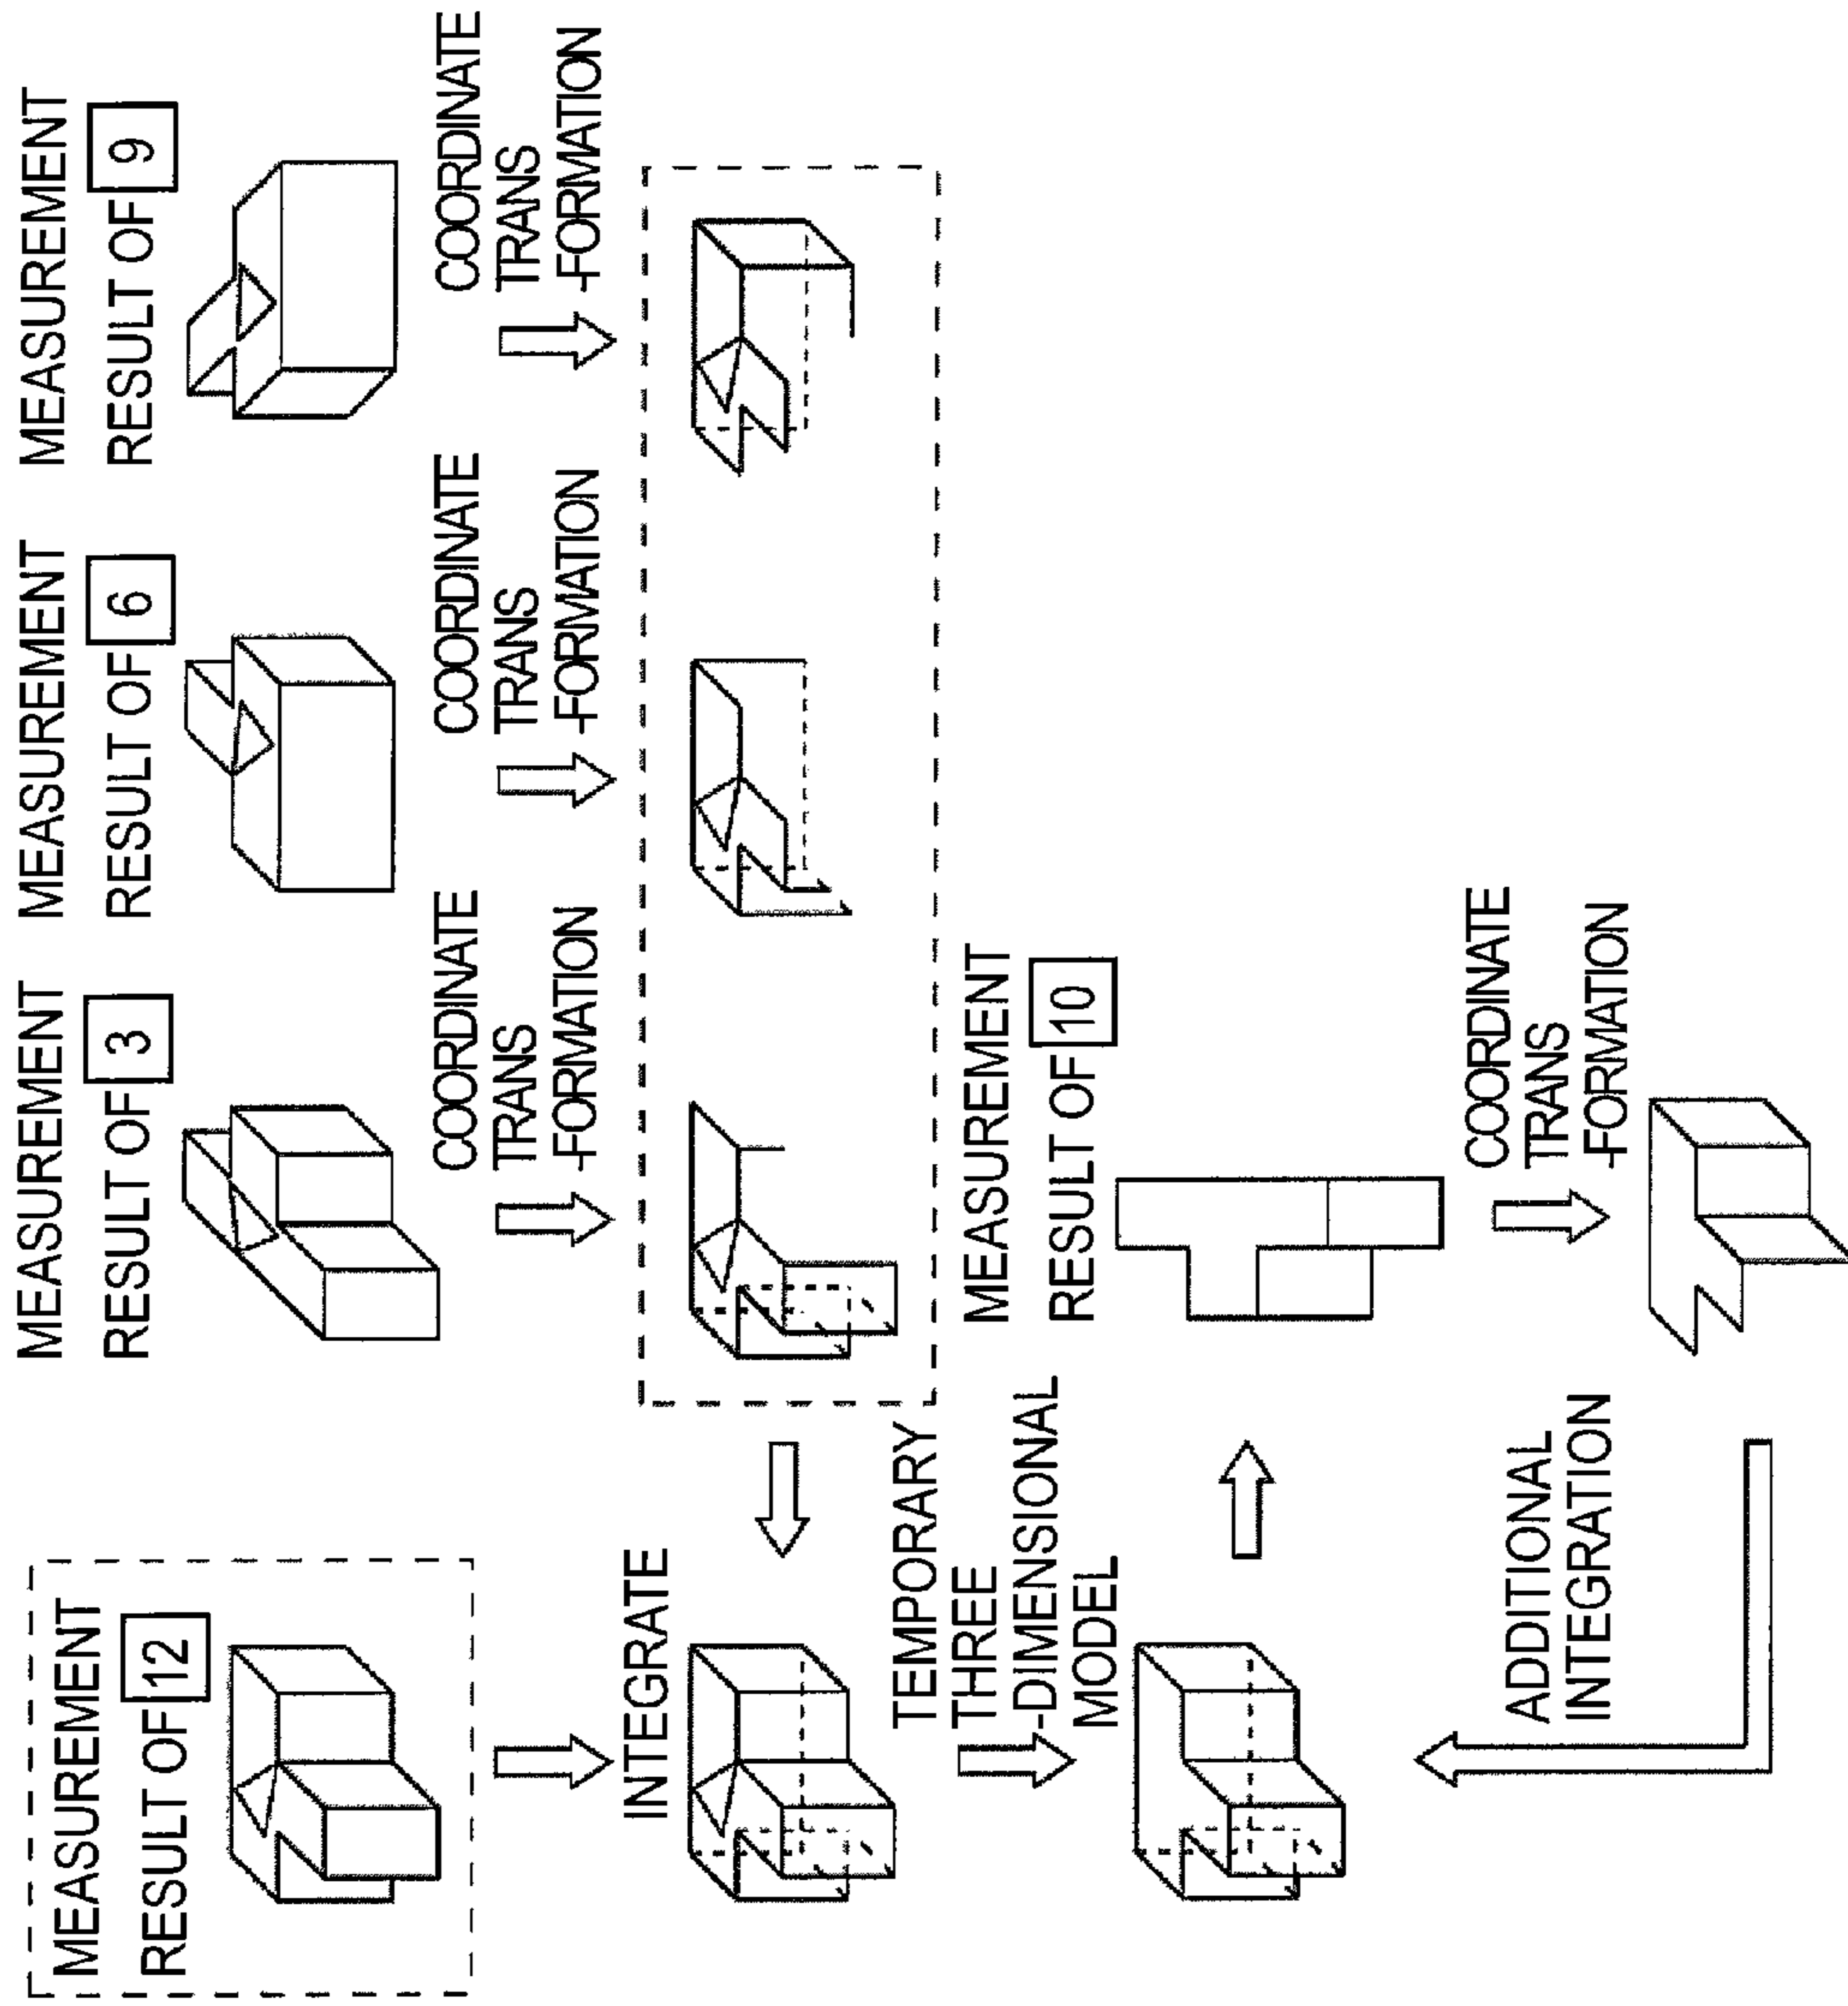 MEASUREMENT
RESULT OF 12
MEASUREMENT
RESULT OF 3
MEASUREMENT
RESULT OF 6
MEASUREMENT
RESULT OF 9
COORDINATE
TRANS
-FORMATION
COORDINATE
TRANS
-FORMATION
COORDINATE
TRANS
-FORMATION
INTEGRATE
TEMPORARY
THREE
-DIMENSIONAL
MODEL
MEASUREMENT
RESULT OF 10
COORDINATE
TRANS
-FORMATION
ADDITIONAL
INTEGRATION